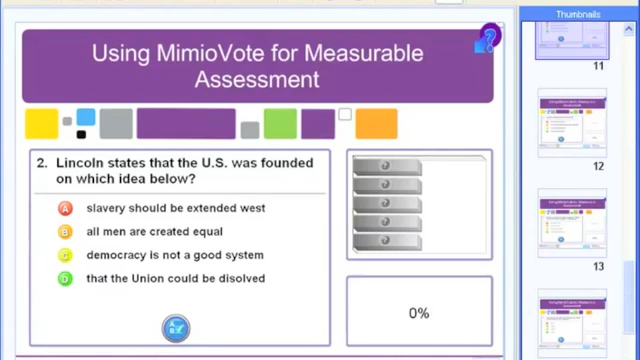 Thumbnails
Using MimioVote for Measurable
Assessment
2. Lincoln states that the U.S. was founded
on which idea below?
A slavery should be extended west
B all men are created equal
C democracy is not a good system
D that the Union could be disolved
0%
11
12
13